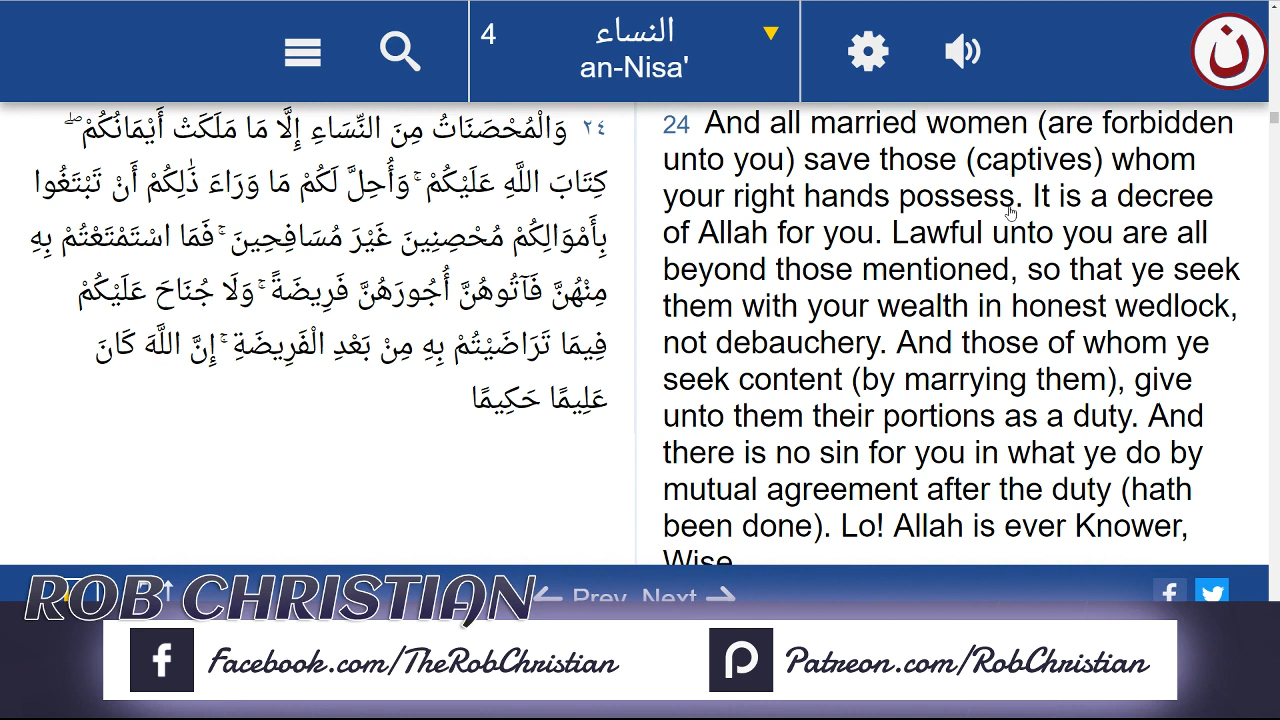 4
النساء
an-Nisa'
ن
٢٤ وَالْمُحْصَنَاتُ مِنَ النِّسَاءِ إِلَّا مَا مَلَكَتْ أَيْمَانُكُمْ ۖ
كِتَابَ اللَّهِ عَلَيْكُمْ ۚ وَأُحِلَّ لَكُمْ مَا وَرَاءَ ذَٰلِكُمْ أَنْ تَبْتَغُوا
بِأَمْوَالِكُمْ مُحْصِنِينَ غَيْرَ مُسَافِحِينَ ۚ فَمَا اسْتَمْتَعْتُمْ بِهِ
مِنْهُنَّ فَآتُوهُنَّ أُجُورَهُنَّ فَرِيضَةً ۚ وَلَا جُنَاحَ عَلَيْكُمْ
فِيمَا تَرَاضَيْتُمْ بِهِ مِنْ بَعْدِ الْفَرِيضَةِ ۚ إِنَّ اللَّهَ كَانَ
عَلِيمًا حَكِيمًا
24 And all married women (are forbidden
unto you) save those (captives) whom
your right hands possess. It is a decree
of Allah for you. Lawful unto you are all
beyond those mentioned, so that ye seek
them with your wealth in honest wedlock,
not debauchery. And those of whom ye
seek content (by marrying them), give
unto them their portions as a duty. And
there is no sin for you in what ye do by
mutual agreement after the duty (hath
been done). Lo! Allah is ever Knower,
Wise
ROB CHRISTIAN
Prev Next
Facebook.com/TheRobChristian
Patreon.com/RobChristian